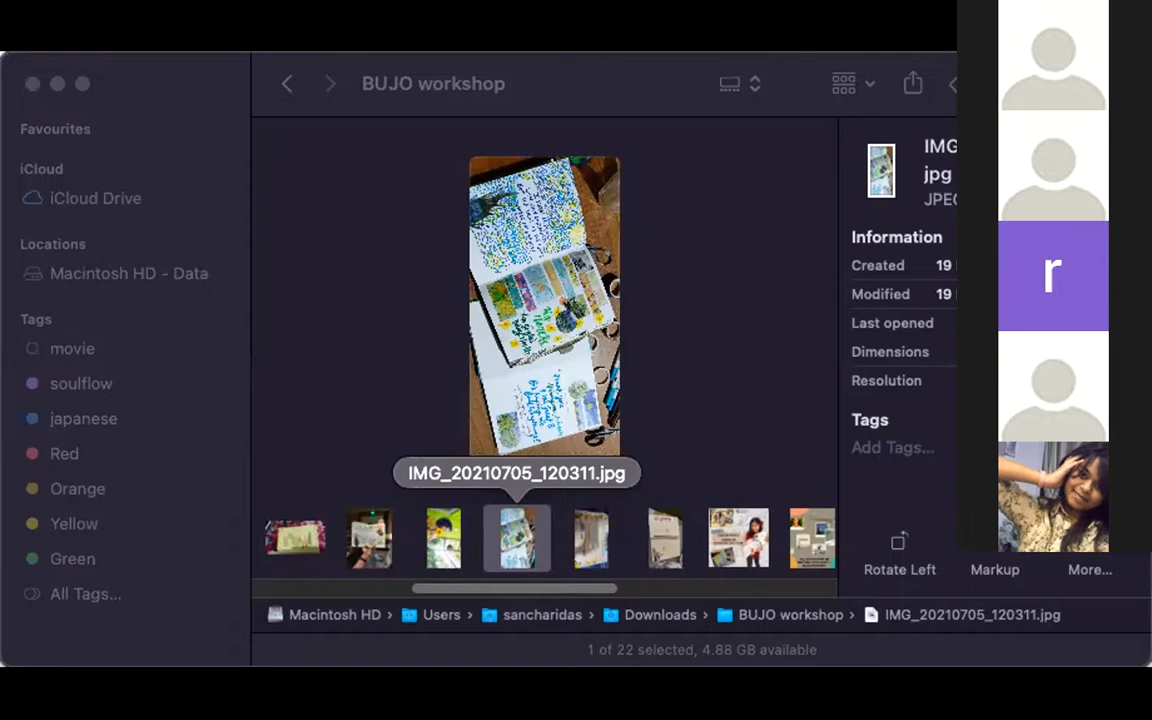 BUJO workshop
Favourites
iCloud
iCloud Drive
Locations
Macintosh HD - Data
Tags
movie
soulflow
japanese
Red
Orange
Yellow
Green
All Tags...
IMG_20210705_120311.jpg
IMG
jpg
JPEG
Information
Created 19
Modified 19
Last opened
Dimensions
Resolution
Tags
Add Tags...
Rotate Left Markup More...
r
Macintosh HD › Users › sancharidas › Downloads › BUJO workshop › IMG_20210705_120311.jpg
1 of 22 selected, 4.88 GB available